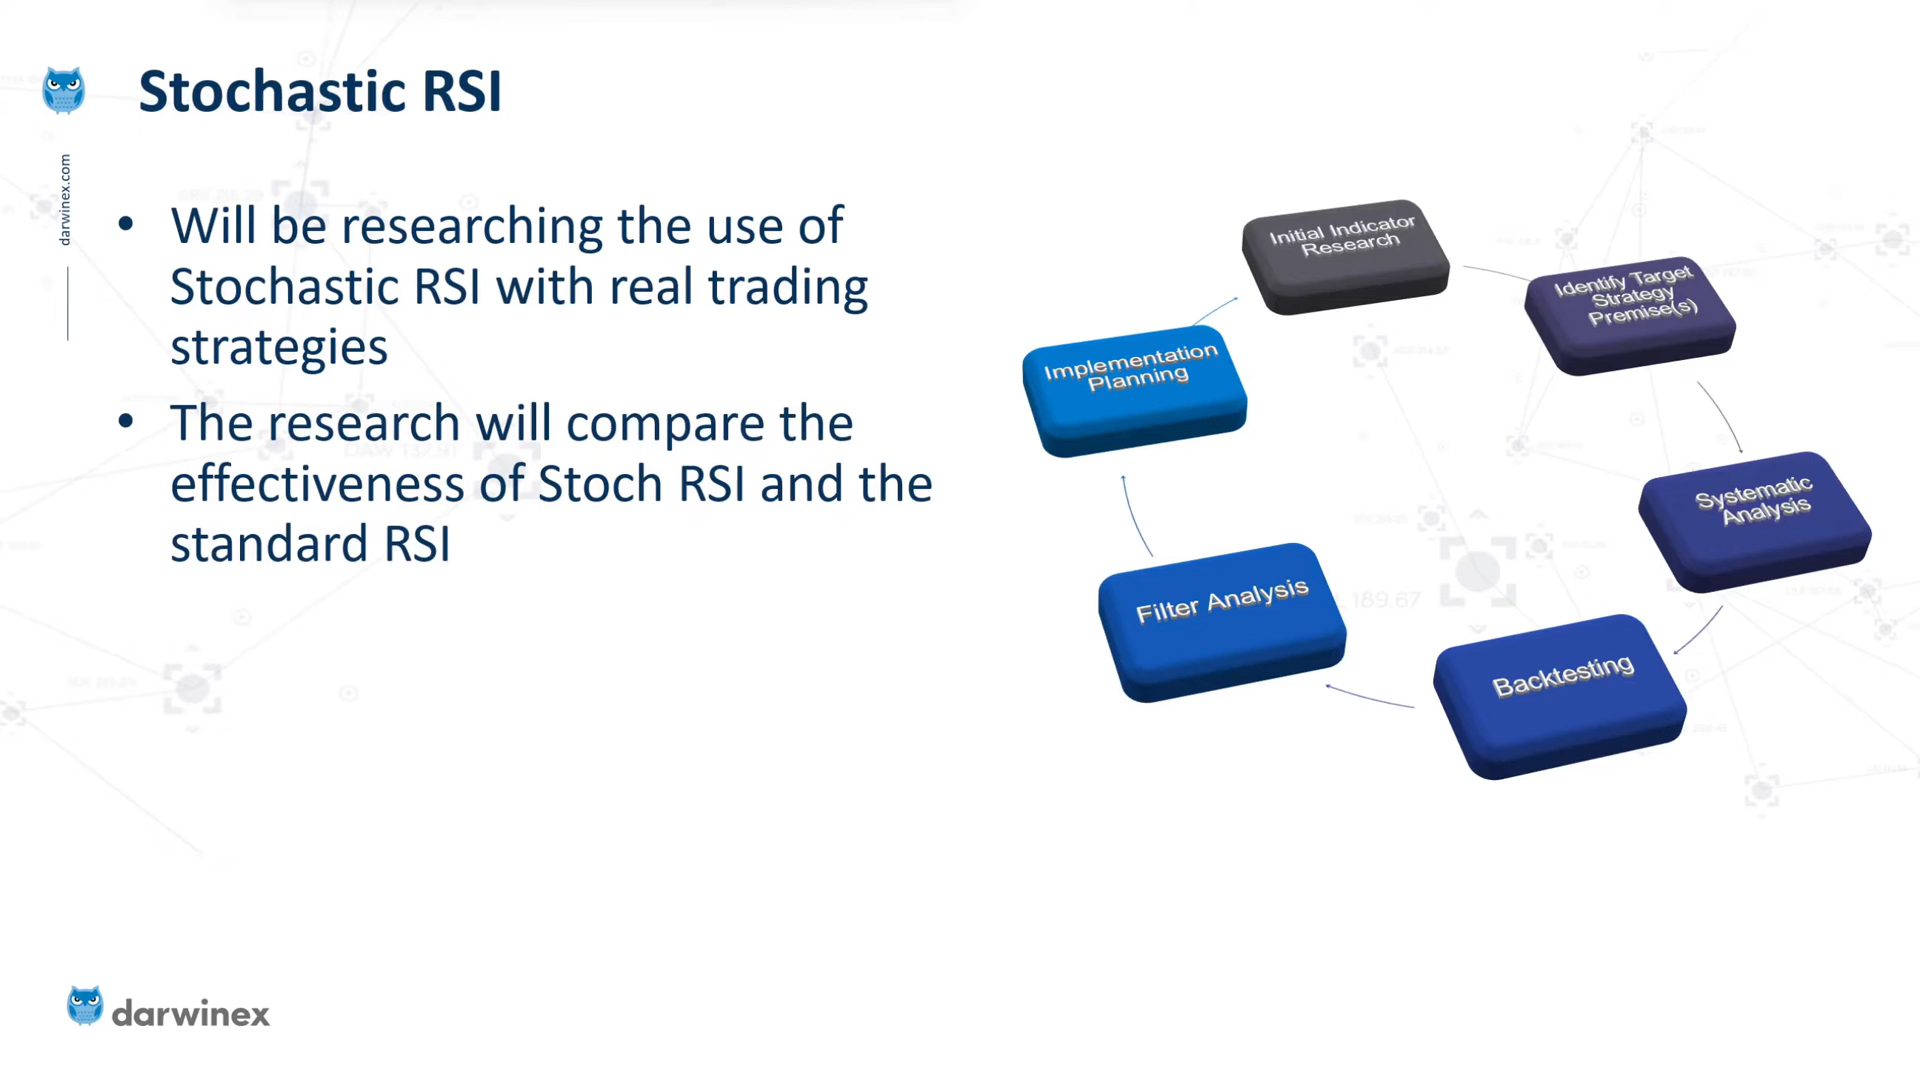 Stochastic RSI
darwinex.com
• Will be researching the use of
Stochastic RSI with real trading
strategies
• The research will compare the
effectiveness of Stoch RSI and the
standard RSI
Initial Indicator
Research
Identify Target
Strategy
Premise(s)
Systematic
Analysis
Backtesting
Filter Analysis
Implementation
Planning
189.67
darwinex